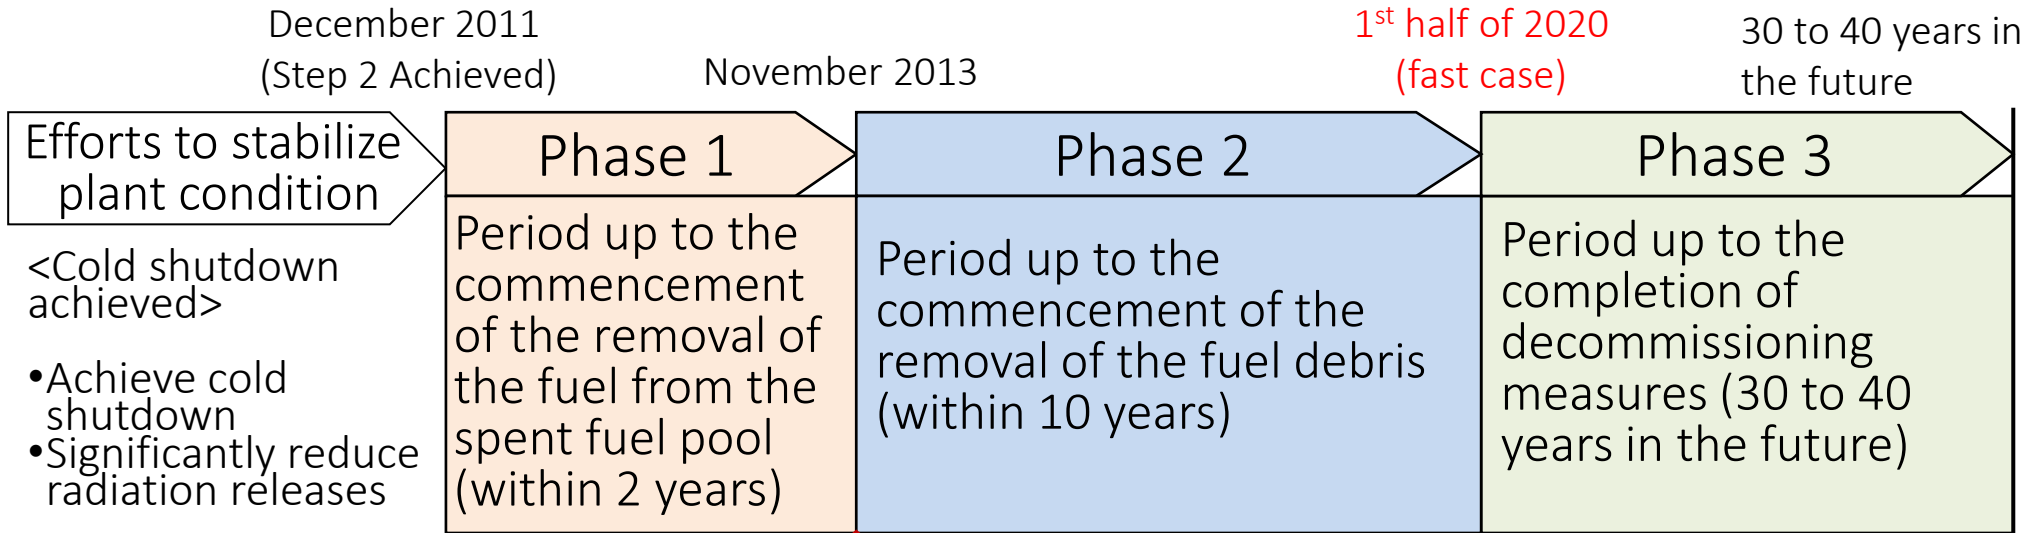 December 2011
(Step 2 Achieved)
November 2013
1st half of 2020
(fast case)
30 to 40 years in
the future
Efforts to stabilize
plant condition
Phase 1
Phase 2
Phase 3
<Cold shutdown
achieved>
•Achieve cold
shutdown
•Significantly reduce
radiation releases
Period up to the
commencement
of the removal of
the fuel from the
spent fuel pool
(within 2 years)
Period up to the
commencement of the
removal of the fuel debris
(within 10 years)
Period up to the
completion of
decommissioning
measures (30 to 40
years in the future)